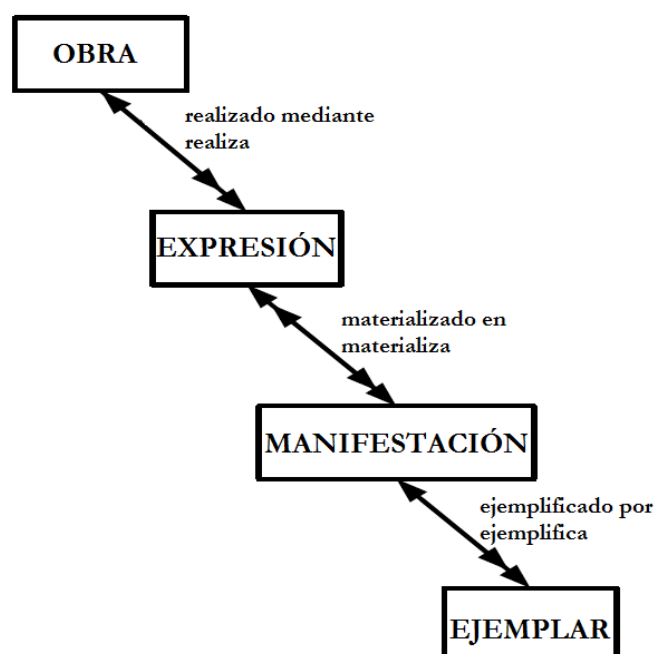 OBRA
realizado mediante
realiza
EXPRESIÓN
materializado en
materializa
MANIFESTACIÓN
ejemplificado por
ejemplifica
EJEMPLAR